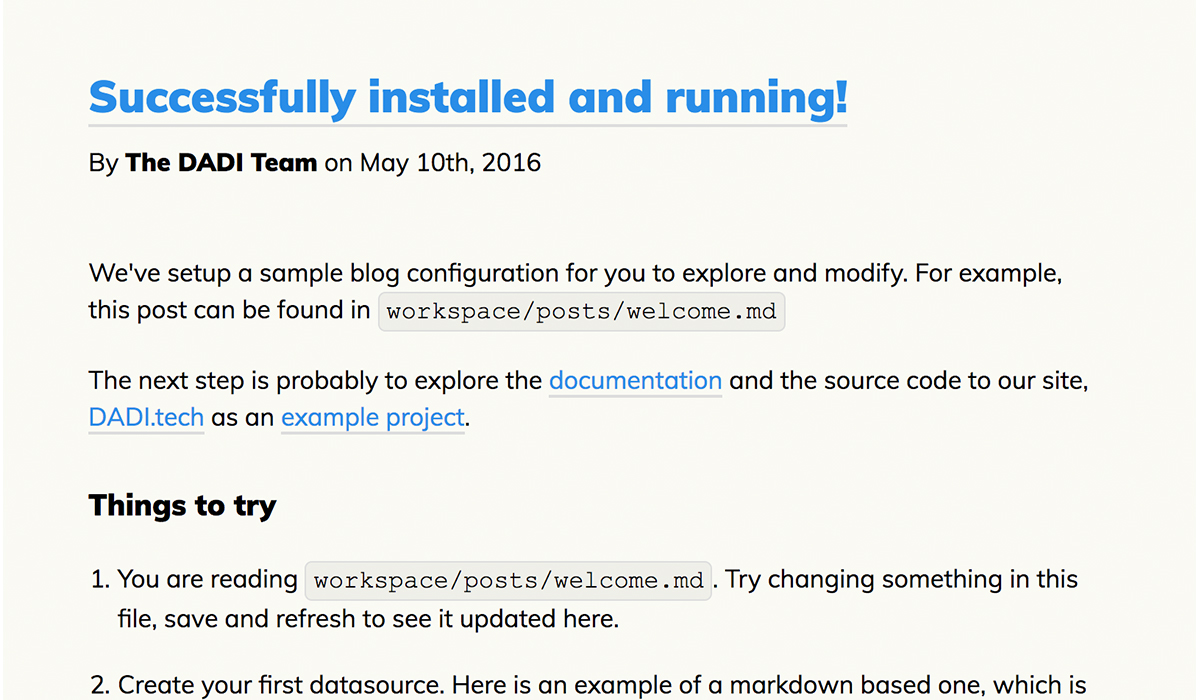 Successfully installed and running!
By The DADI Team on May 10th, 2016
We've setup a sample blog configuration for you to explore and modify. For example,
this post can be found in workspace/posts/welcome.md
The next step is probably to explore the documentation and the source code to our site,
DADI.tech as an example project.
Things to try
1. You are reading workspace/posts/welcome.md. Try changing something in this
file, save and refresh to see it updated here.
2. Create your first datasource. Here is an example of a markdown based one, which is